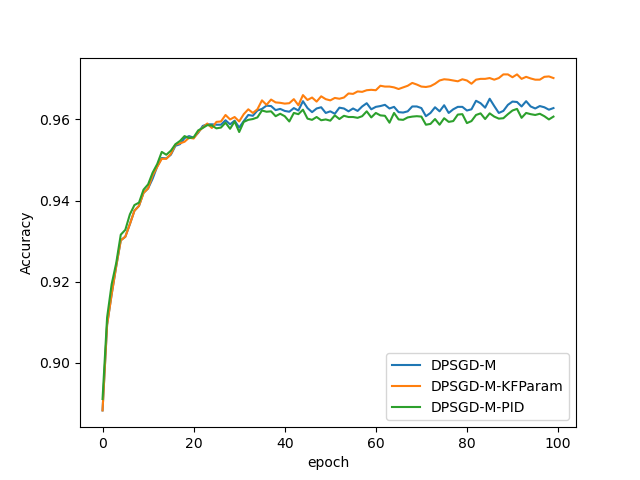 0.96
0.94
0.92
0.90
Accuracy
0 20 40 60 80 100
epoch
DPSGD-M
DPSGD-M-KFParam
DPSGD-M-PID